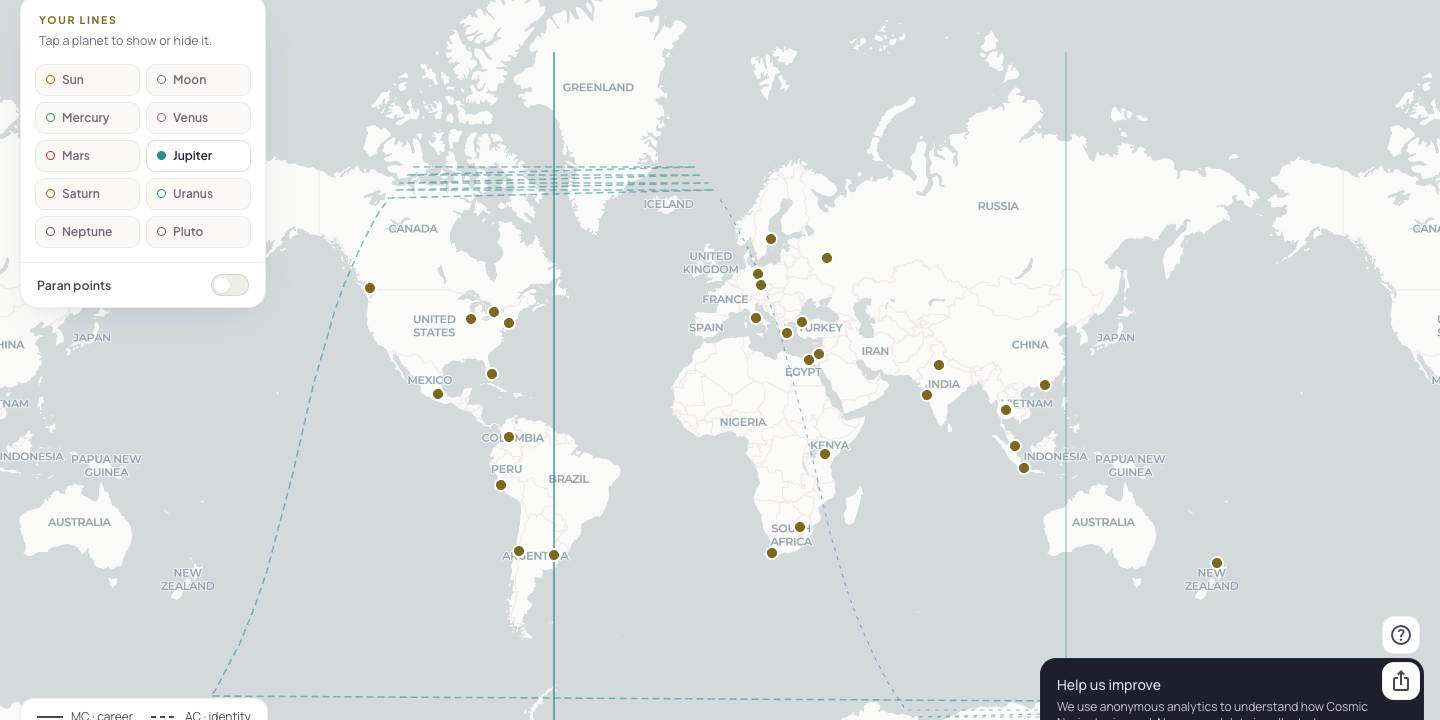 YOUR LINES
Tap a planet to show or hide it.
Sun
Moon
Mercury
Venus
Mars
Jupiter
Saturn
Uranus
Neptune
Pluto
Paran points
GREENLAND
ICELAND
CANADA
RUSSIA
CANA
UNITED
KINGDOM
FRANCE
UNITED
STATES
SPAIN
TURKEY
JAPAN
CHINA
JAPAN
IRAN
EGYPT
MEXICO
INDIA
VIETNAM
NIGERIA
COLOMBIA
KENYA
INDONESIA
PAPUA NEW
GUINEA
INDONESIA
PAPUA NEW
GUINEA
PERU
BRAZIL
AUSTRALIA
AUSTRALIA
SOUTH
AFRICA
ARGENTINA
NEW
ZEALAND
NEW
ZEALAND
MC · career
AC · identity
Help us improve
We use anonymous analytics to understand how Cosmic